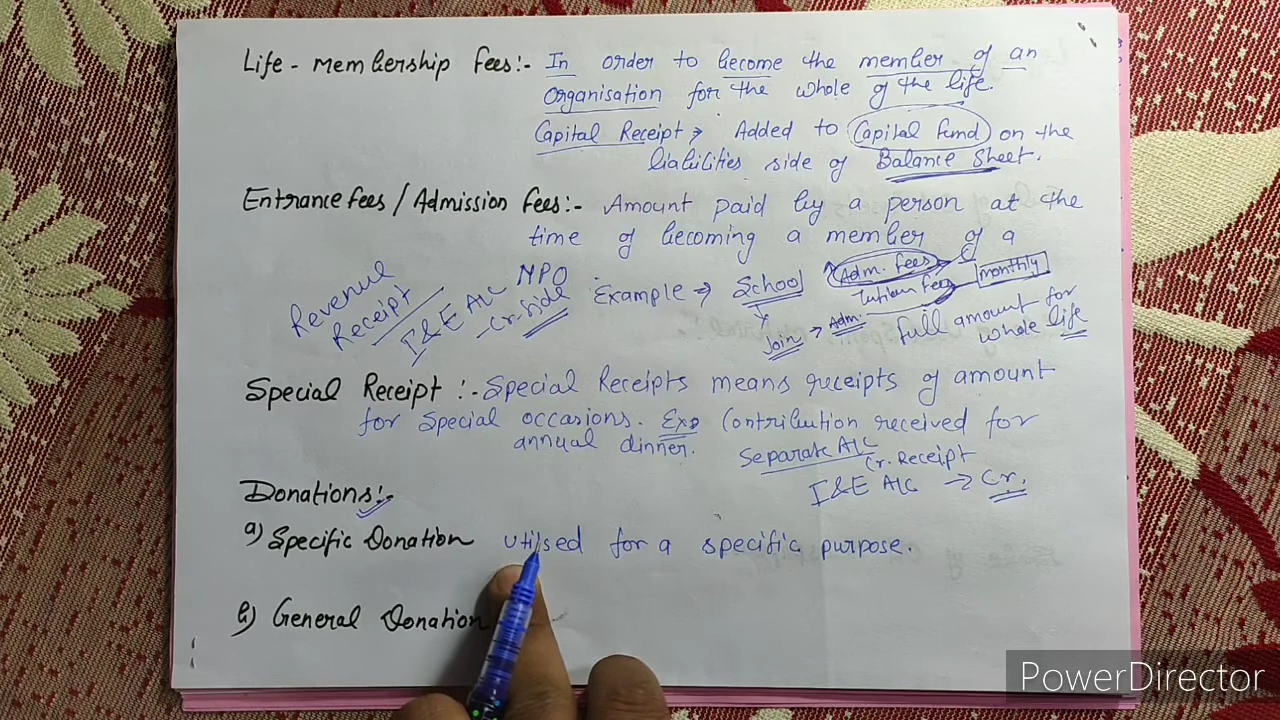 Life - Membership Fees:- In order to become the member of an
Organisation for the whole of the life.
Capital Receipt → Added to Capital Fund on the
liabilities side of Balance Sheet.
Entrance fees / Admission fees:- Amount paid by a person at the
time of becoming a member of a
NPO
Revenue
Receipt
I&E A/C
- Cr. side
Example → School
Adm. Fees
Tution Fees
monthly
Join → Adm.
full amount for
whole life
Special Receipt :- Special Receipts means receipts of amount
for special occasions. Exp Contribution received for
annual dinner.
Separate A/C
Cr. Receipt
I&E A/C → Cr.
Donations:-
a) Specific Donation utilsed for a specific purpose.
b) General Donation
PowerDirector